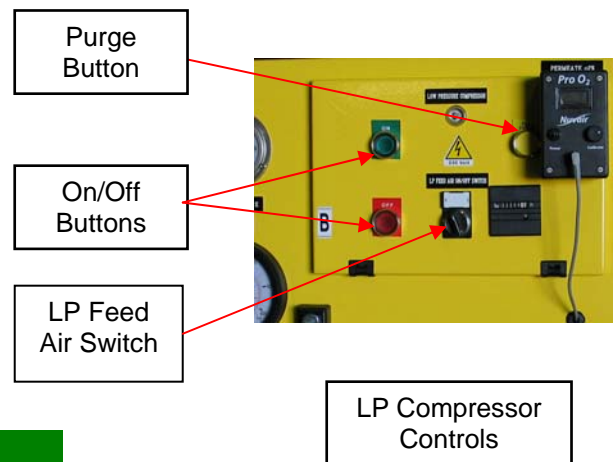 Purge
Button
On/Off
Buttons
LP Feed
Air Switch
LP Compressor
Controls
PERMEATE O2%
Pro O2
Nuvair
Power
Calibrate
LOW PRESSURE COMPRESSOR
ON
LP FEED AIR ON/OFF SWITCH
OFF
B